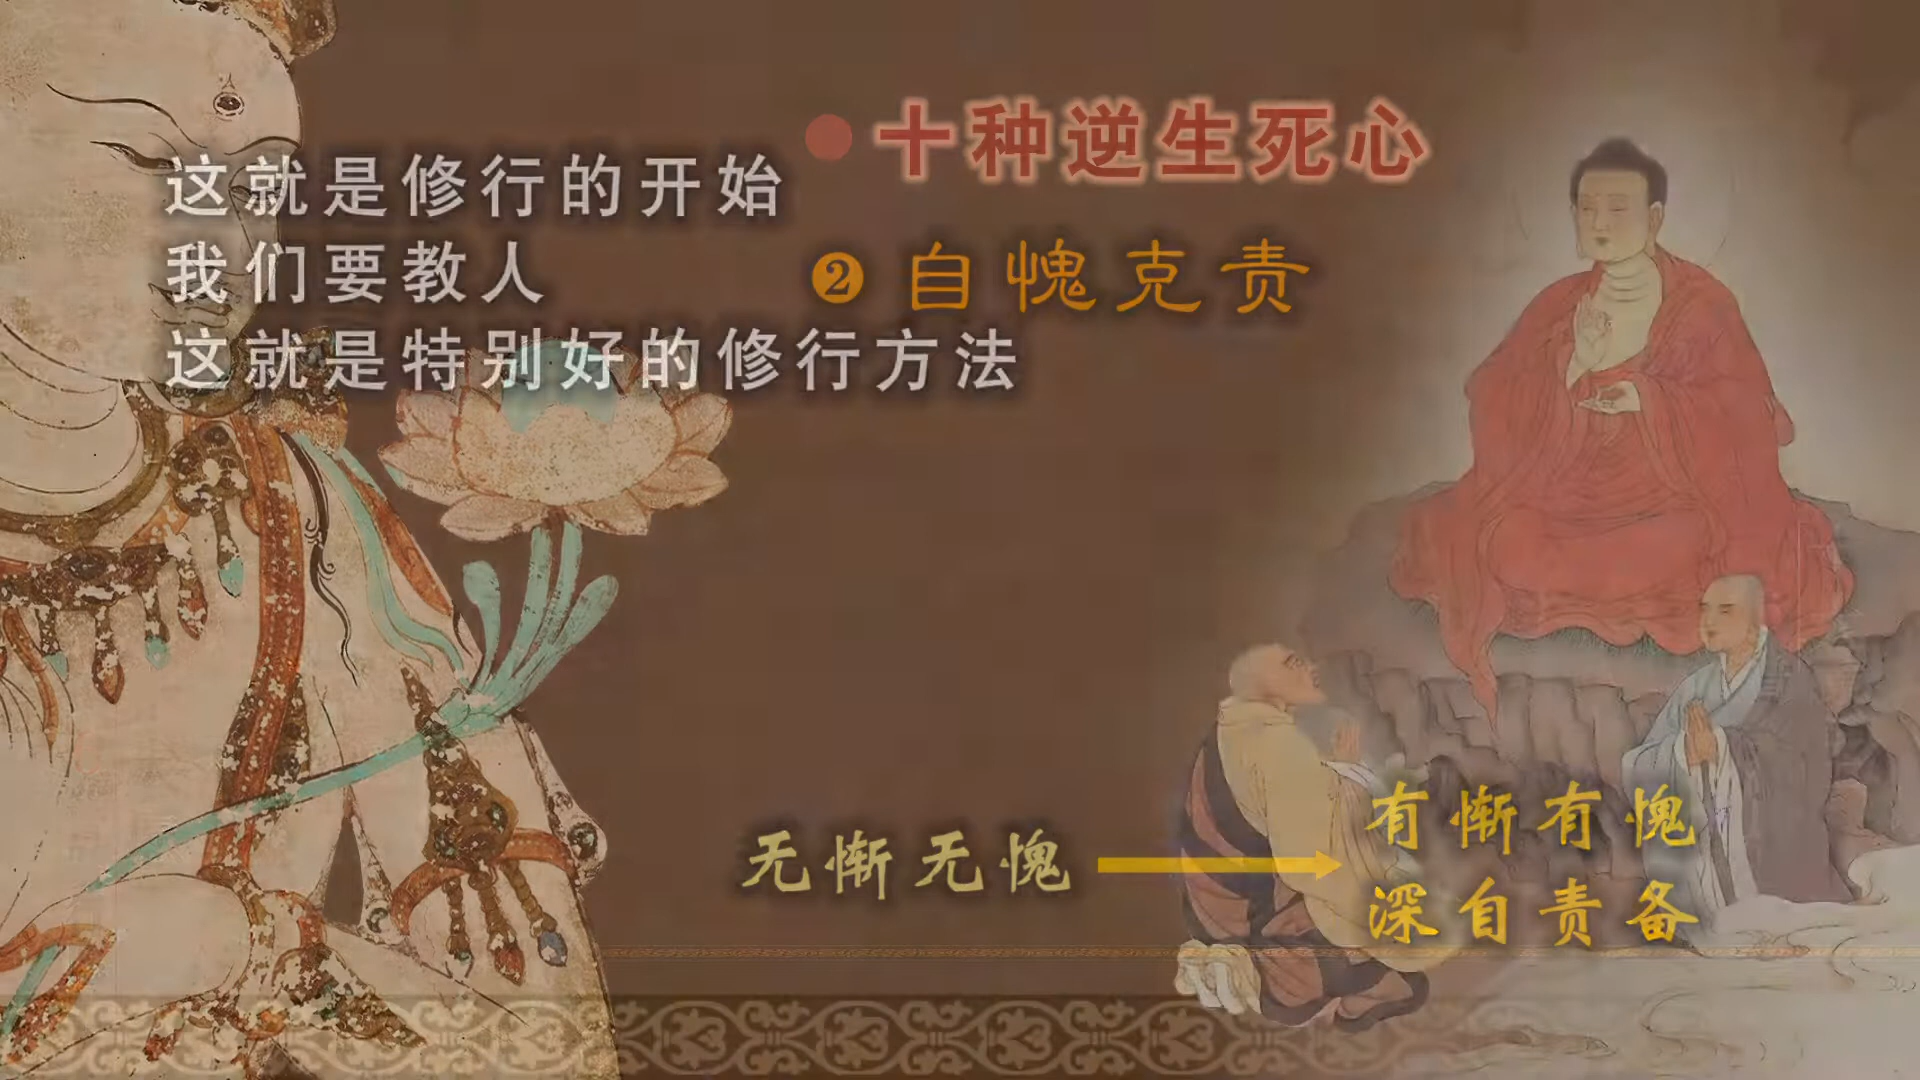 十种逆生死心
❷ 自愧克责
这就是修行的开始
我们要教人
这就是特别好的修行方法
无惭无愧
有惭有愧
深自责备